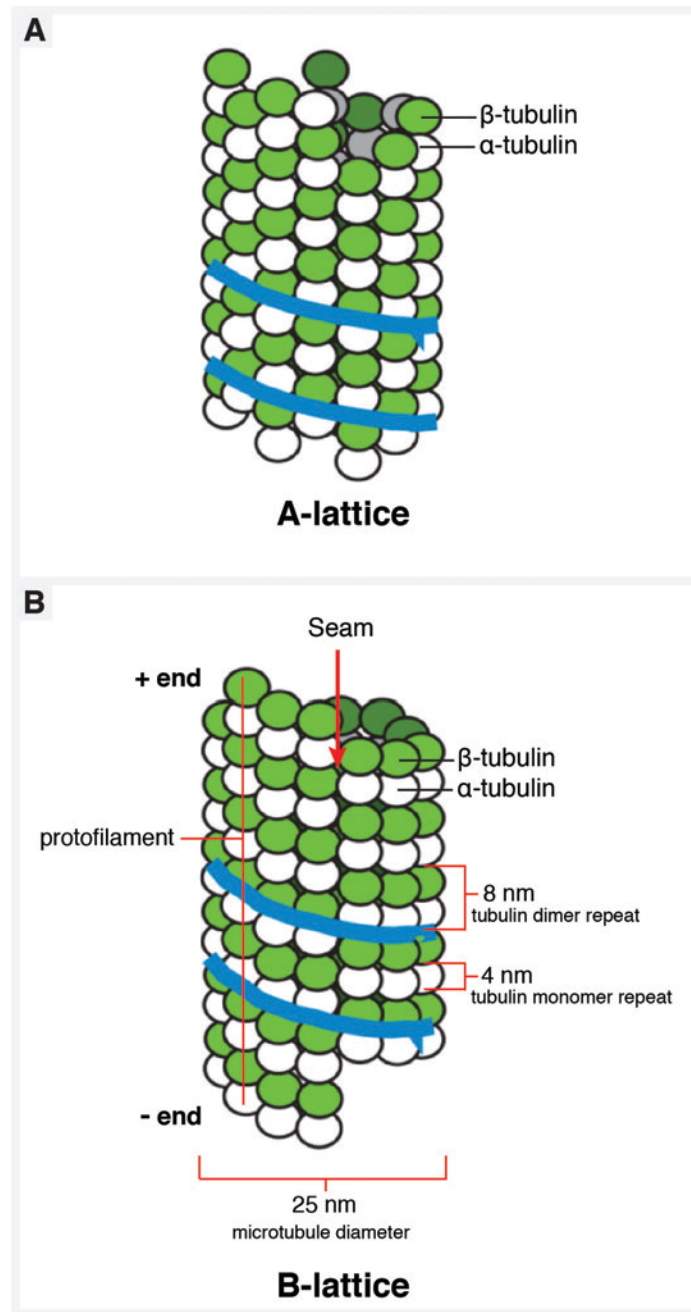 A
β-tubulin
α-tubulin
A-lattice
B
Seam
+ end
β-tubulin
α-tubulin
protofilament
8 nm
tubulin dimer repeat
4 nm
tubulin monomer repeat
- end
25 nm
microtubule diameter
B-lattice